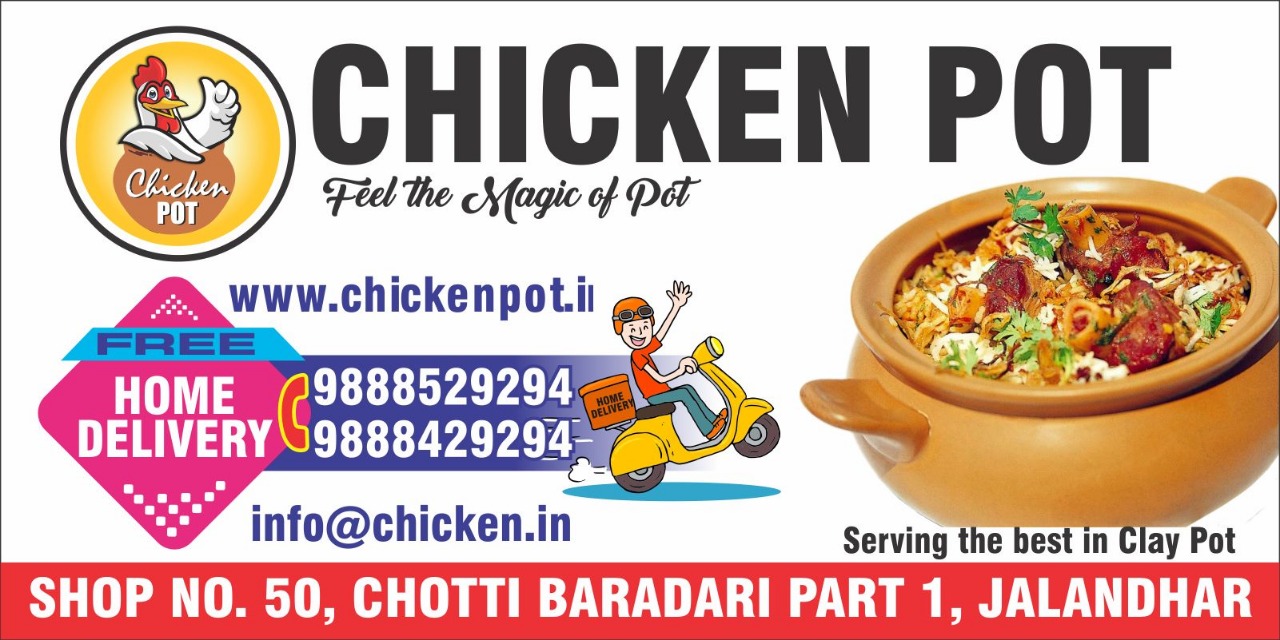 CHICKEN POT
Feel the Magic of Pot
Chicken
POT
www.chickenpot.ii
FREE
HOME
DELIVERY
9888529294
9888429294
HOME
DELIVERY
info@chicken.in
Serving the best in Clay Pot
SHOP NO. 50, CHOTTI BARADARI PART 1, JALANDHAR